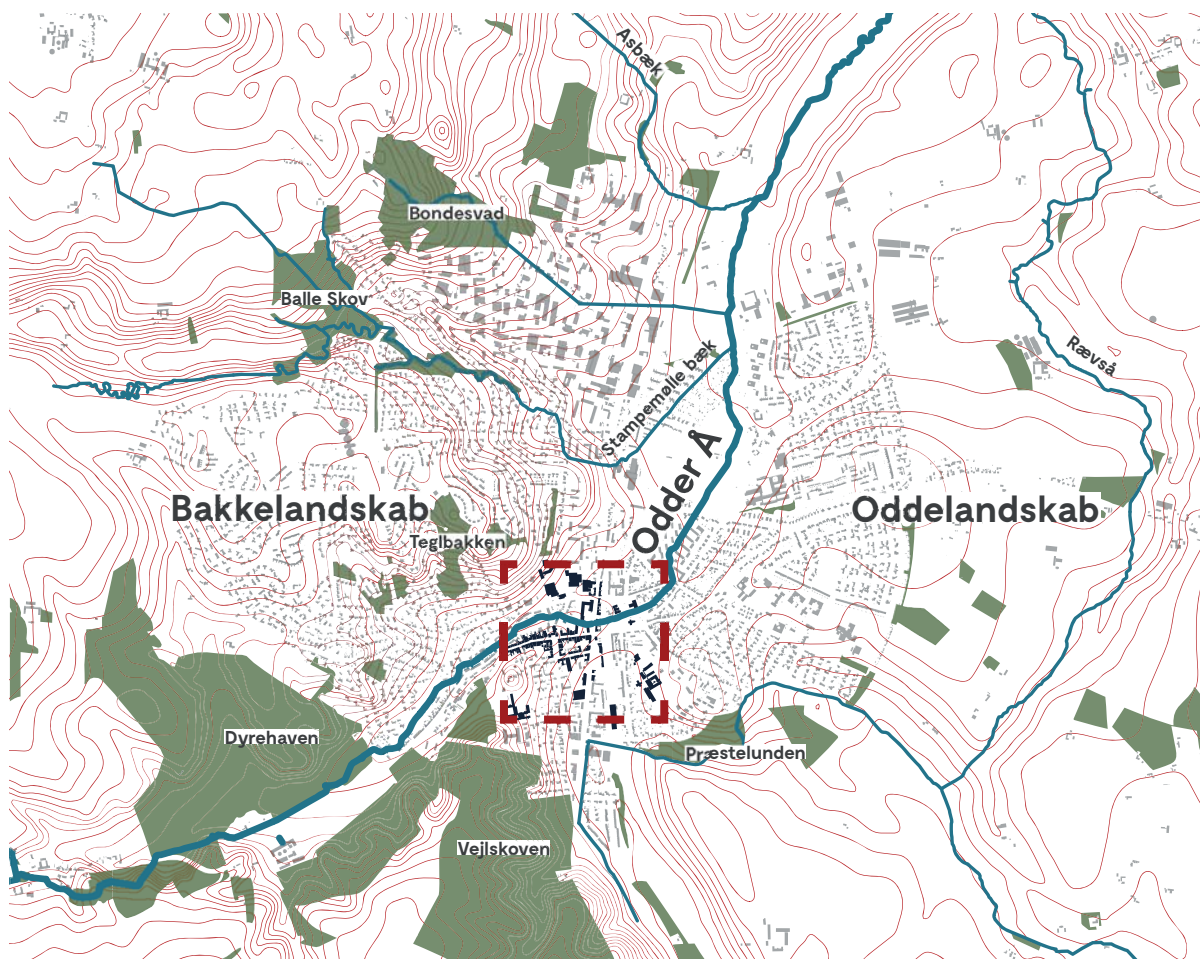 Asbæk
Bondesvad
Balle Skov
Rævså
Stampemølle bæk
Odder Å
Bakkelandskab
Oddelandskab
Teglbakken
Dyrehaven
Præstelunden
Vejlskoven